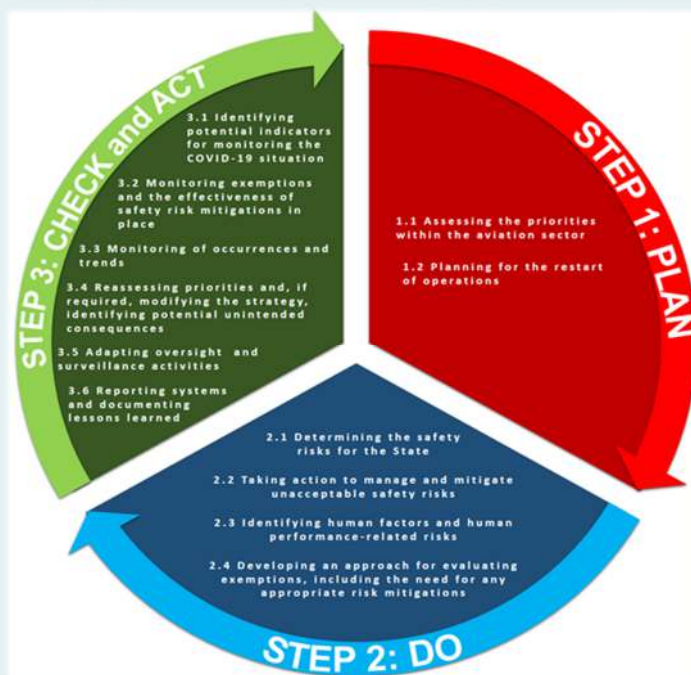 STEP 1: PLAN
1.1 Assessing the priorities
within the aviation sector
1.2 Planning for the restart
of operations
STEP 2: DO
2.1 Determining the safety
risks for the State
2.2 Taking action to manage and mitigate
unacceptable safety risks
2.3 Identifying human factors and human
performance-related risks
2.4 Developing an approach for evaluating
exemptions, including the need for any
appropriate risk mitigations
STEP 3: CHECK and ACT
3.1 Identifying
potential indicators
for monitoring the
COVID-19 situation
3.2 Monitoring exemptions
and the effectiveness of
safety risk mitigations in
place
3.3 Monitoring of occurrences and
trends
3.4 Reassessing priorities and, if
required, modifying the strategy,
identifying potential unintended
consequences
3.5 Adapting oversight and
surveillance activities
3.6 Reporting systems
and documenting
lessons learned